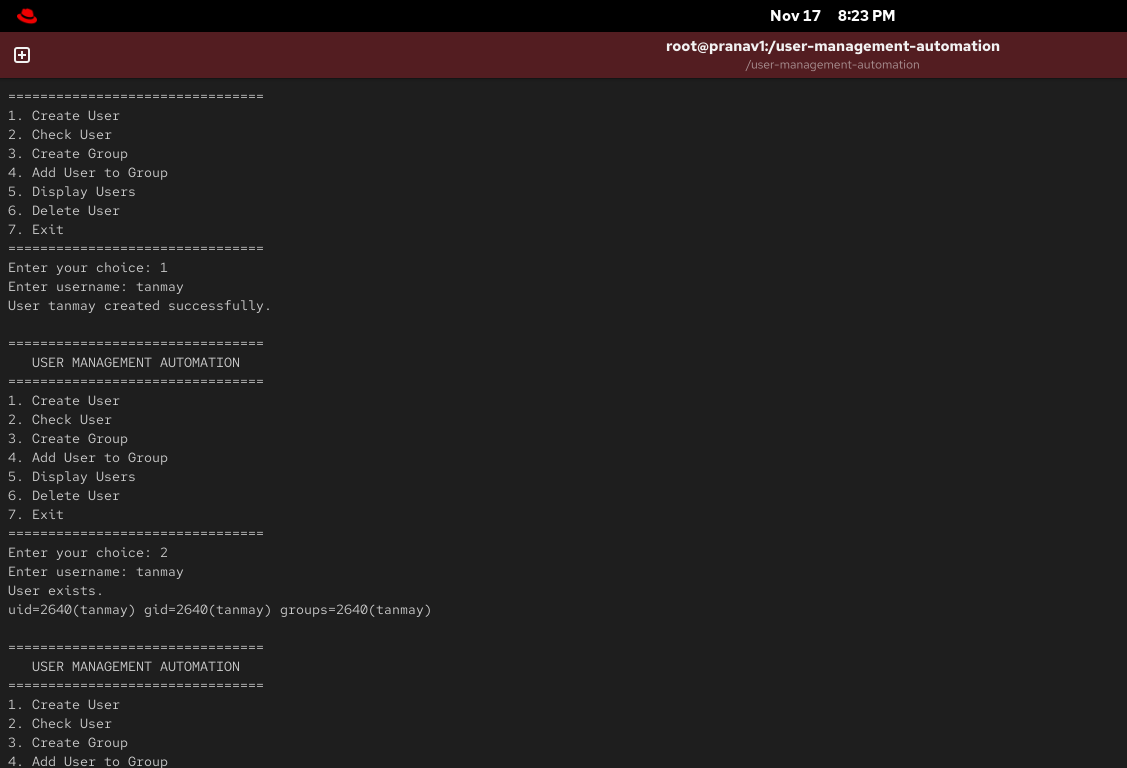 Nov 17 8:23 PM
root@pranav1:/user-management-automation
/user-management-automation
================================
1. Create User
2. Check User
3. Create Group
4. Add User to Group
5. Display Users
6. Delete User
7. Exit
================================
Enter your choice: 1
Enter username: tanmay
User tanmay created successfully.
================================
USER MANAGEMENT AUTOMATION
================================
1. Create User
2. Check User
3. Create Group
4. Add User to Group
5. Display Users
6. Delete User
7. Exit
================================
Enter your choice: 2
Enter username: tanmay
User exists.
uid=2640(tanmay) gid=2640(tanmay) groups=2640(tanmay)
================================
USER MANAGEMENT AUTOMATION
================================
1. Create User
2. Check User
3. Create Group
4. Add User to Group